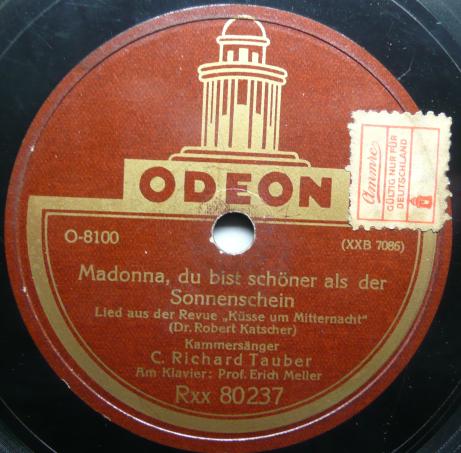 ODEON
Ammre
GÜLTIG NUR FÜR
DEUTSCHLAND
O-8100
(XXB 7086)
Madonna, du bist schöner als der
Sonnenschein
Lied aus der Revue „Küsse um Mitternacht“
(Dr. Robert Katscher)
Kammersänger
C. Richard Tauber
Am Klavier: Prof. Erich Meller
Rxx 80237